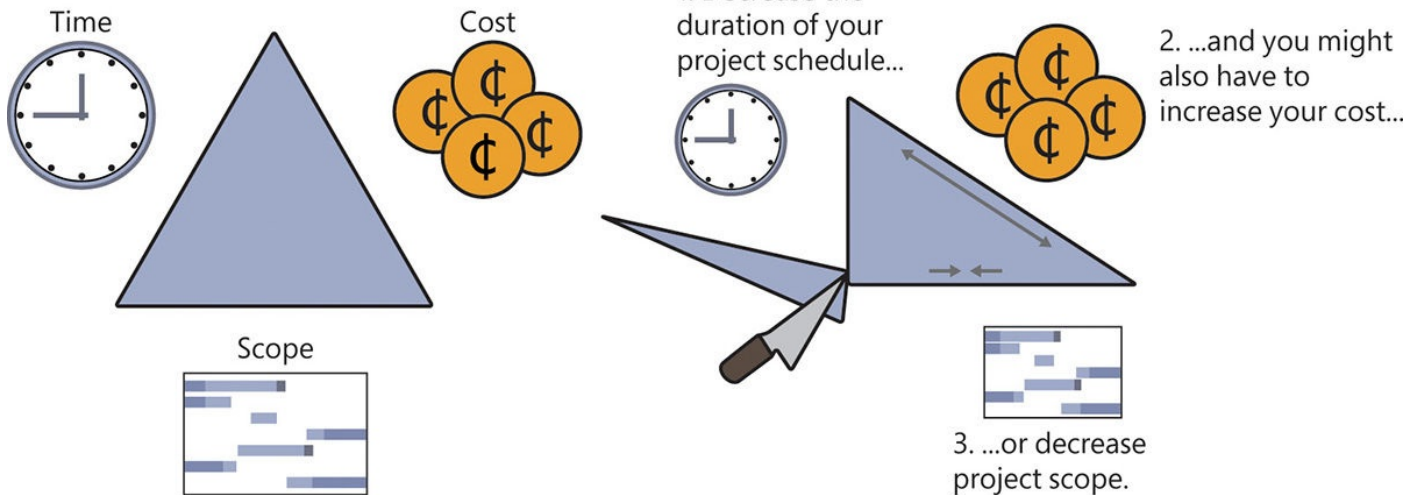 Time
Cost
Scope
duration of your
project schedule...
2. ...and you might
also have to
increase your cost...
3. ...or decrease
project scope.
¢
¢
¢
¢
¢
¢
¢
¢